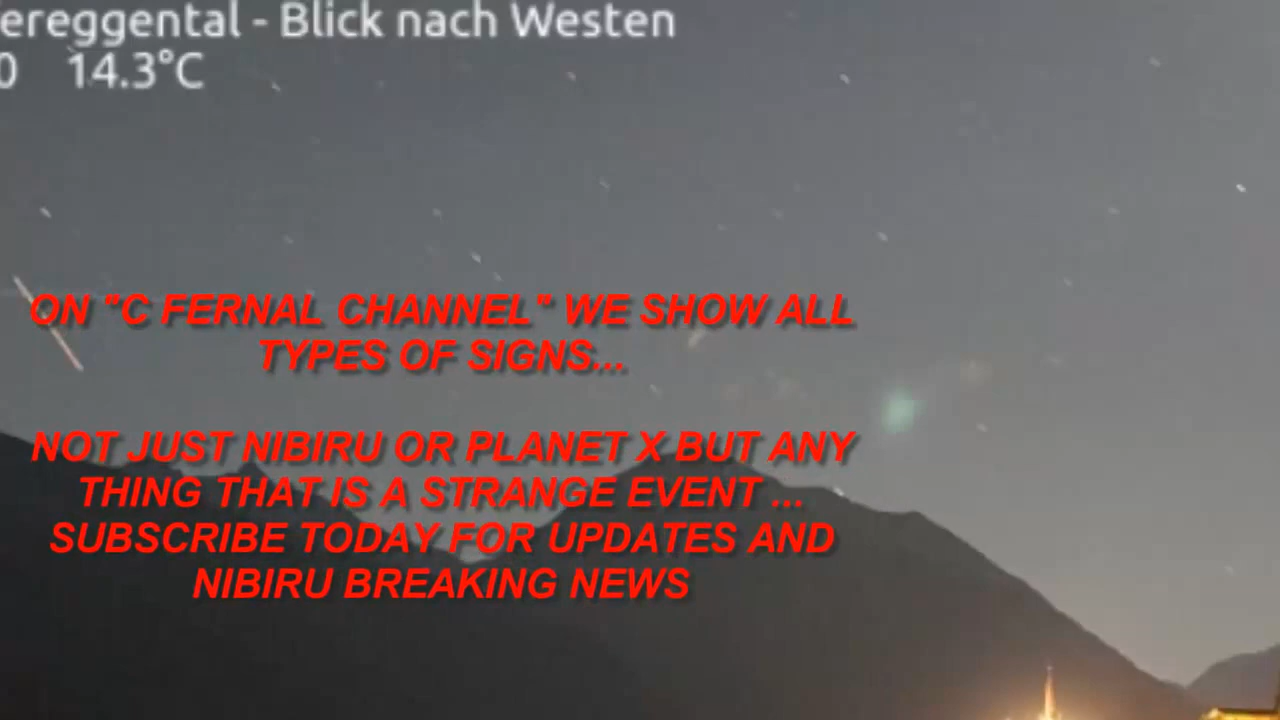 ereggental - Blick nach Westen
0 14.3°C
ON "C FERNAL CHANNEL" WE SHOW ALL
TYPES OF SIGNS...
NOT JUST NIBIRU OR PLANET X BUT ANY
THING THAT IS A STRANGE EVENT ...
SUBSCRIBE TODAY FOR UPDATES AND
NIBIRU BREAKING NEWS